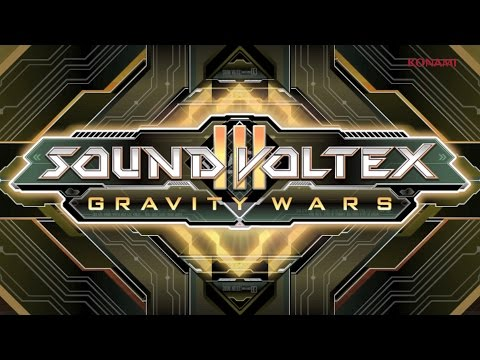 KONAMI
SOUND VOLTEX
III
GRAVITY WARS